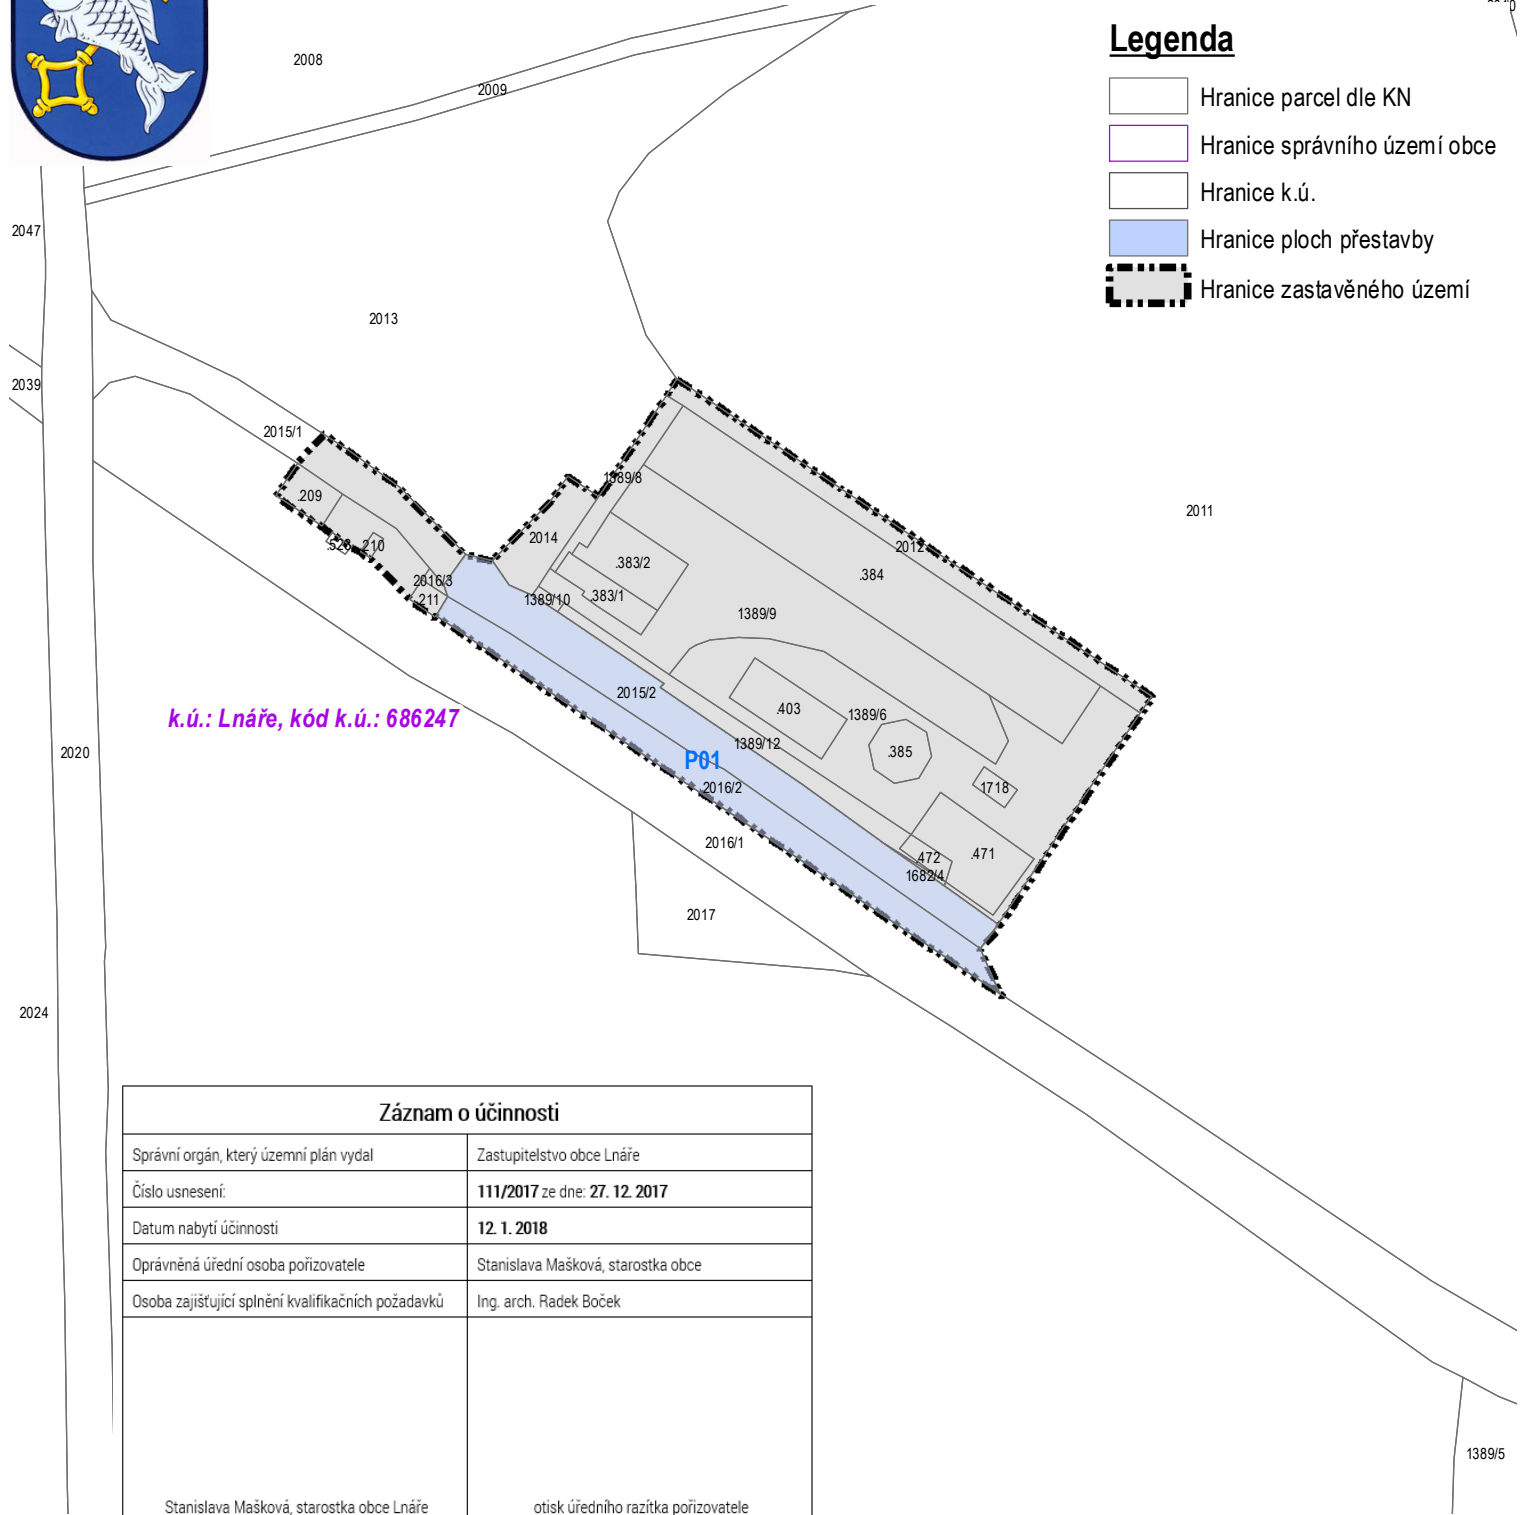 Legenda
Hranice parcel dle KN
Hranice správního území obce
Hranice k.ú.
Hranice ploch přestavby
Hranice zastavěného území
2008
2009
2047
2013
2039
2015/1
1389/8
.209
2011
2014
2012
.210
.383/2
.384
2016/3
.211
1389/10
.383/1
1389/9
2015/2
.403
1389/6
k.ú.: Lnáře, kód k.ú.: 686247
1389/12
.385
2020
P01
2016/2
1718
2016/1
.472
.471
1682/4
2017
2024
Záznam o účinnosti
Správní orgán, který územní plán vydal
Zastupitelstvo obce Lnáře
Číslo usnesení:
111/2017 ze dne: 27. 12. 2017
Datum nabytí účinnosti
12. 1. 2018
Oprávněná úřední osoba pořizovatele
Stanislava Mašková, starostka obce
Osoba zajišťující splnění kvalifikačních požadavků
Ing. arch. Radek Boček
1389/5
Stanislava Mašková, starostka obce Lnáře
otisk úředního razítka pořizovatele